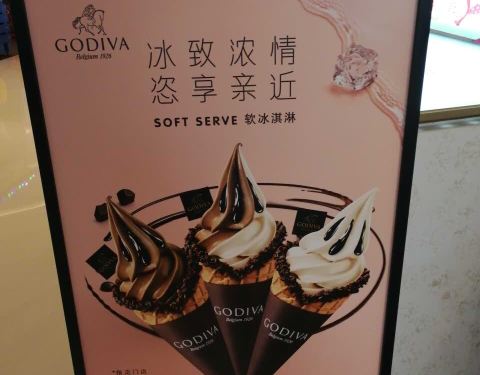 GODIVA
Belgium 1926
冰致浓情
恣享亲近
SOFT SERVE 软冰淇淋
GODIVA
Belgium 1926
GODIVA
Belgium 1926
GODIVA
Belgium 1926